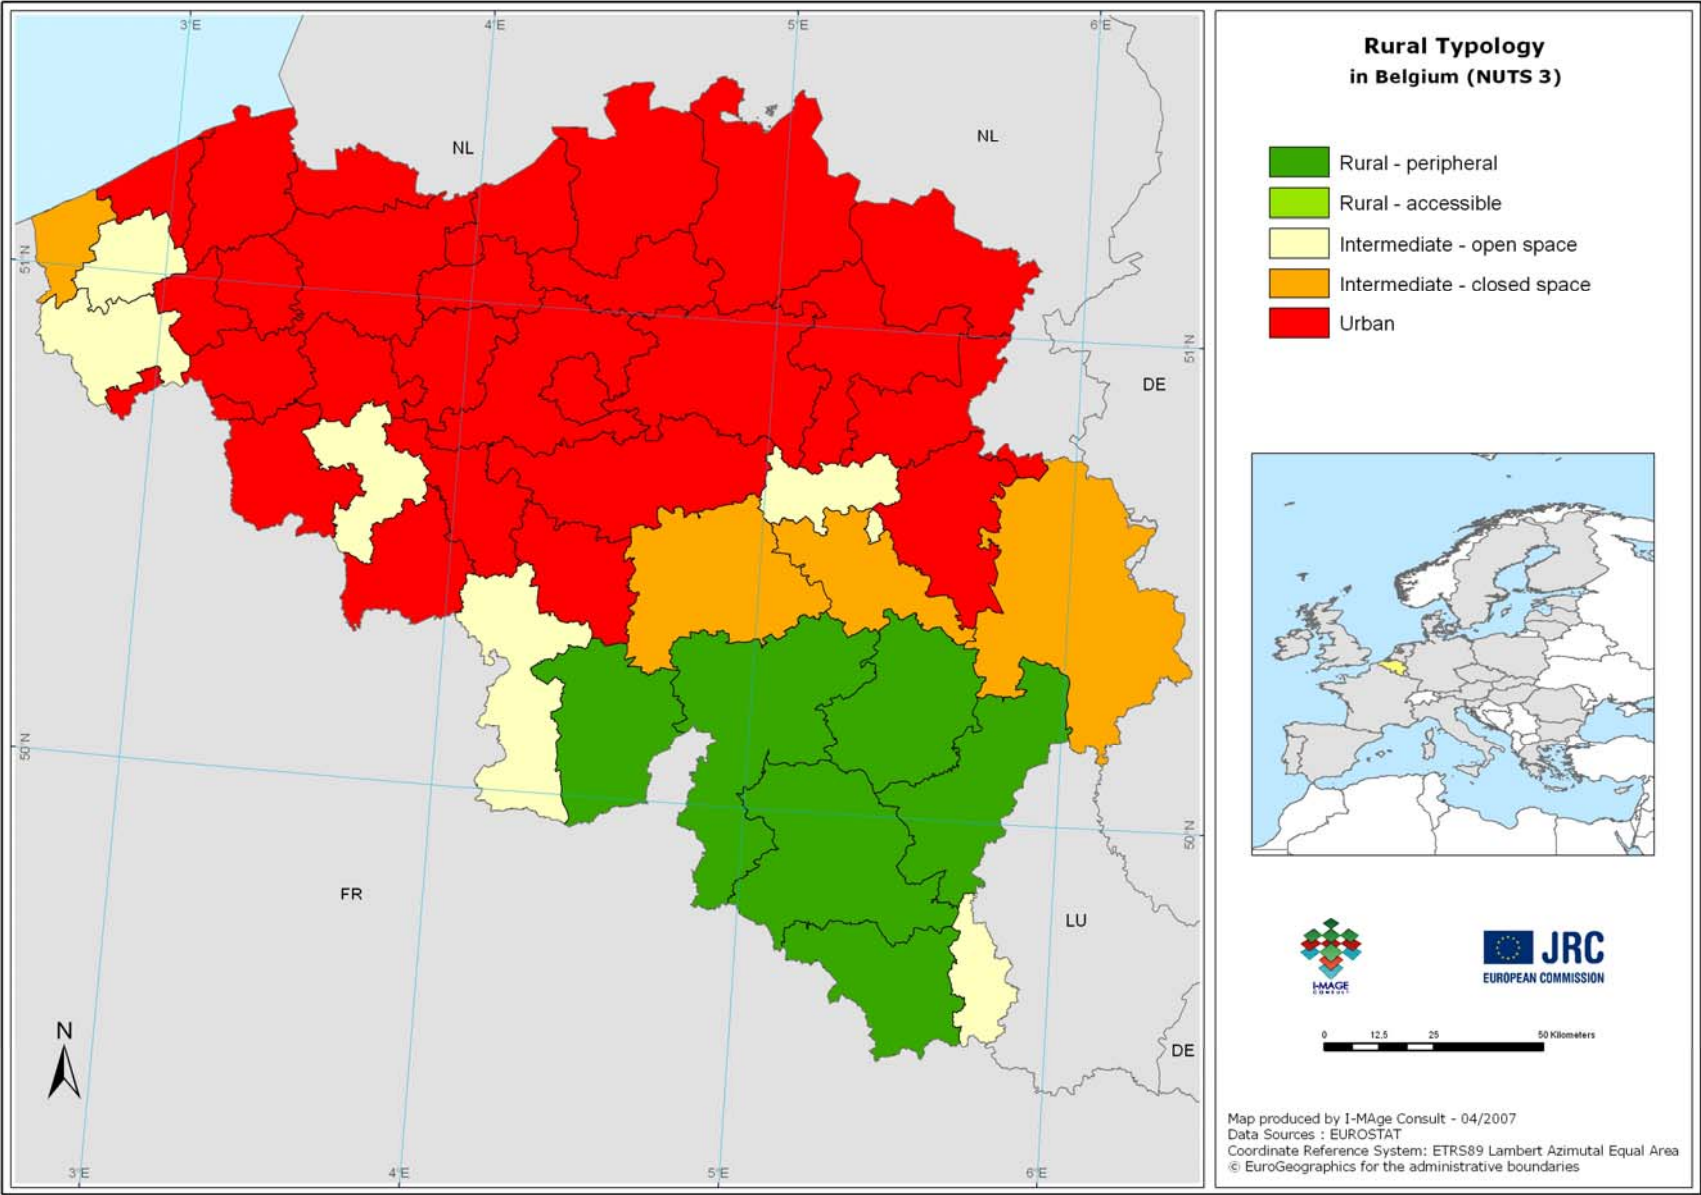 3°E
4°E
5°E
6°E
NL
NL
51°N
51°N
DE
50°N
50°N
FR
LU
N
DE
3°E
4°E
5°E
6°E
Rural Typology
in Belgium (NUTS 3)
Rural - peripheral
Rural - accessible
Intermediate - open space
Intermediate - closed space
Urban
I-MAGE
CONSULT
JRC
EUROPEAN COMMISSION
0 12,5 25 50 Kilometers
Map produced by I-MAge Consult - 04/2007
Data Sources : EUROSTAT
Coordinate Reference System: ETRS89 Lambert Azimutal Equal Area
© EuroGeographics for the administrative boundaries